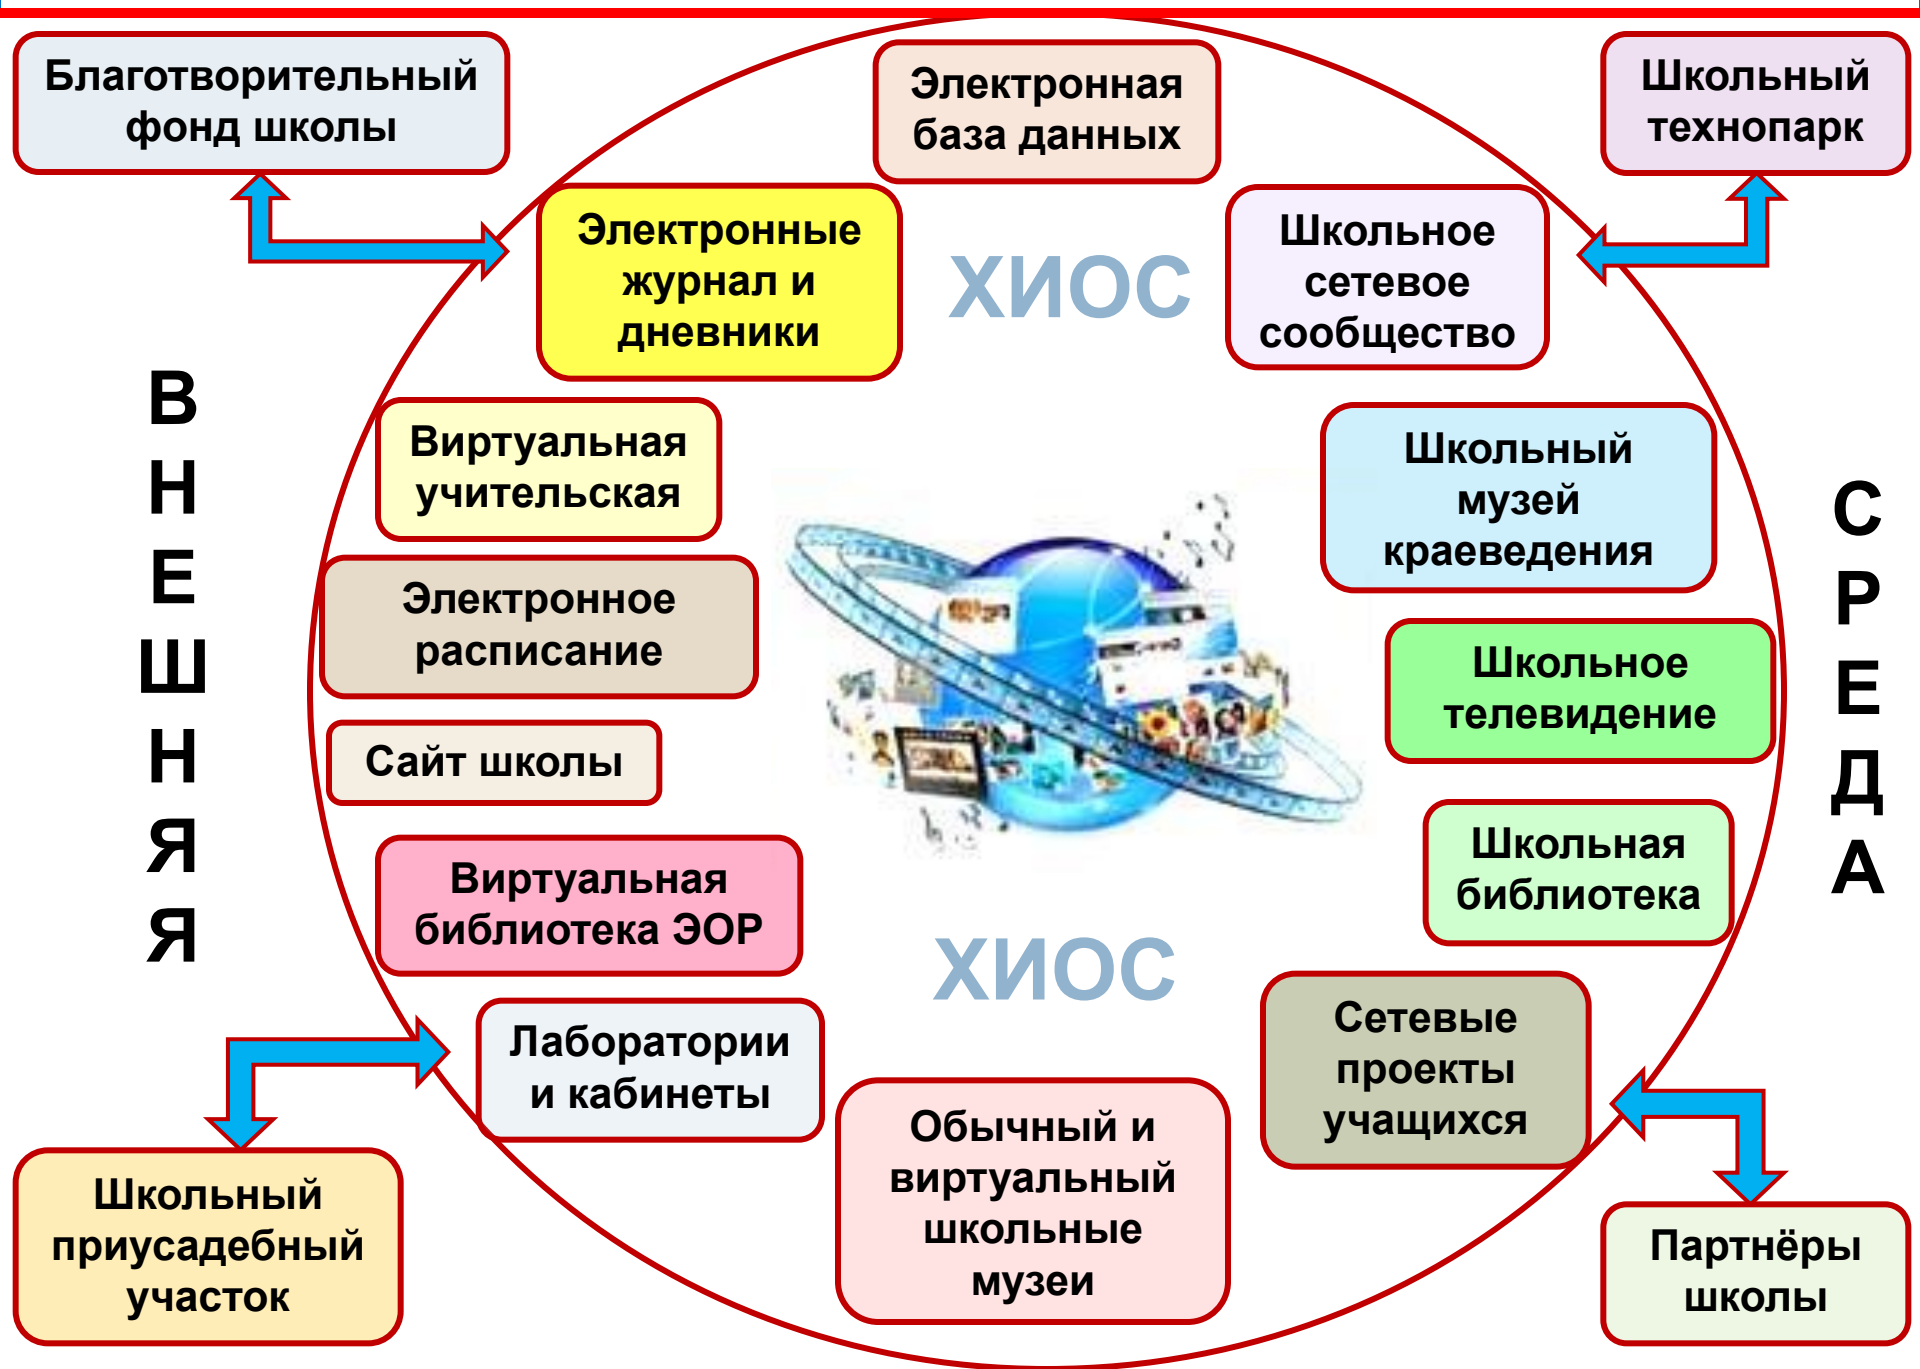 Благотворительный
фонд школы
Электронная
база данных
Школьный
технопарк
Электронные
журнал и
дневники
ХИОС
Школьное
сетевое
сообщество
ВНЕШНЯЯ
Виртуальная
учительская
Школьный
музей
краеведения
СРЕДА
Электронное
расписание
Школьное
телевидение
Сайт школы
Школьная
библиотека
Виртуальная
библиотека ЭОР
ХИОС
Лаборатории
и кабинеты
Сетевые
проекты
учащихся
Обычный и
виртуальный
школьные
музеи
Школьный
приусадебный
участок
Партнёры
школы